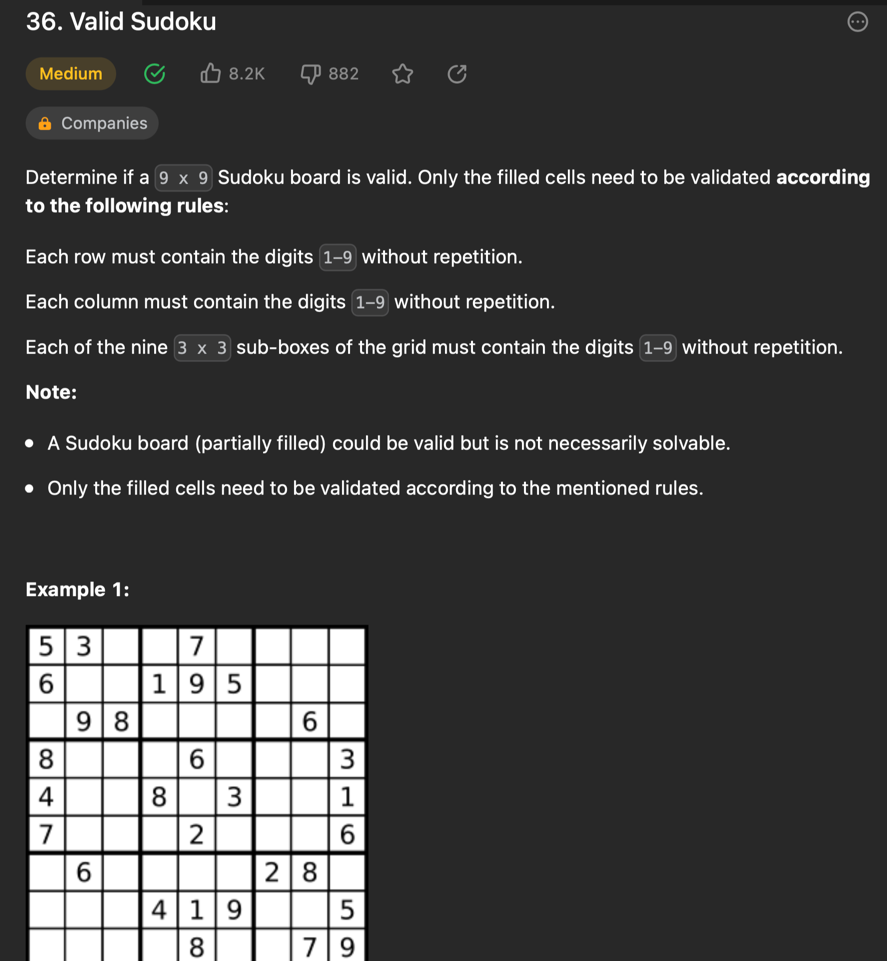 36. Valid Sudoku
Medium 8.2K 882
Companies
Determine if a 9 x 9 Sudoku board is valid. Only the filled cells need to be validated according
to the following rules:
Each row must contain the digits 1-9 without repetition.
Each column must contain the digits 1-9 without repetition.
Each of the nine 3 x 3 sub-boxes of the grid must contain the digits 1-9 without repetition.
Note:
• A Sudoku board (partially filled) could be valid but is not necessarily solvable.
• Only the filled cells need to be validated according to the mentioned rules.
Example 1:
5 3 7
6 1 9 5
9 8 6
8 6 3
4 8 3 1
7 2 6
6 2 8
4 1 9 5
8 7 9